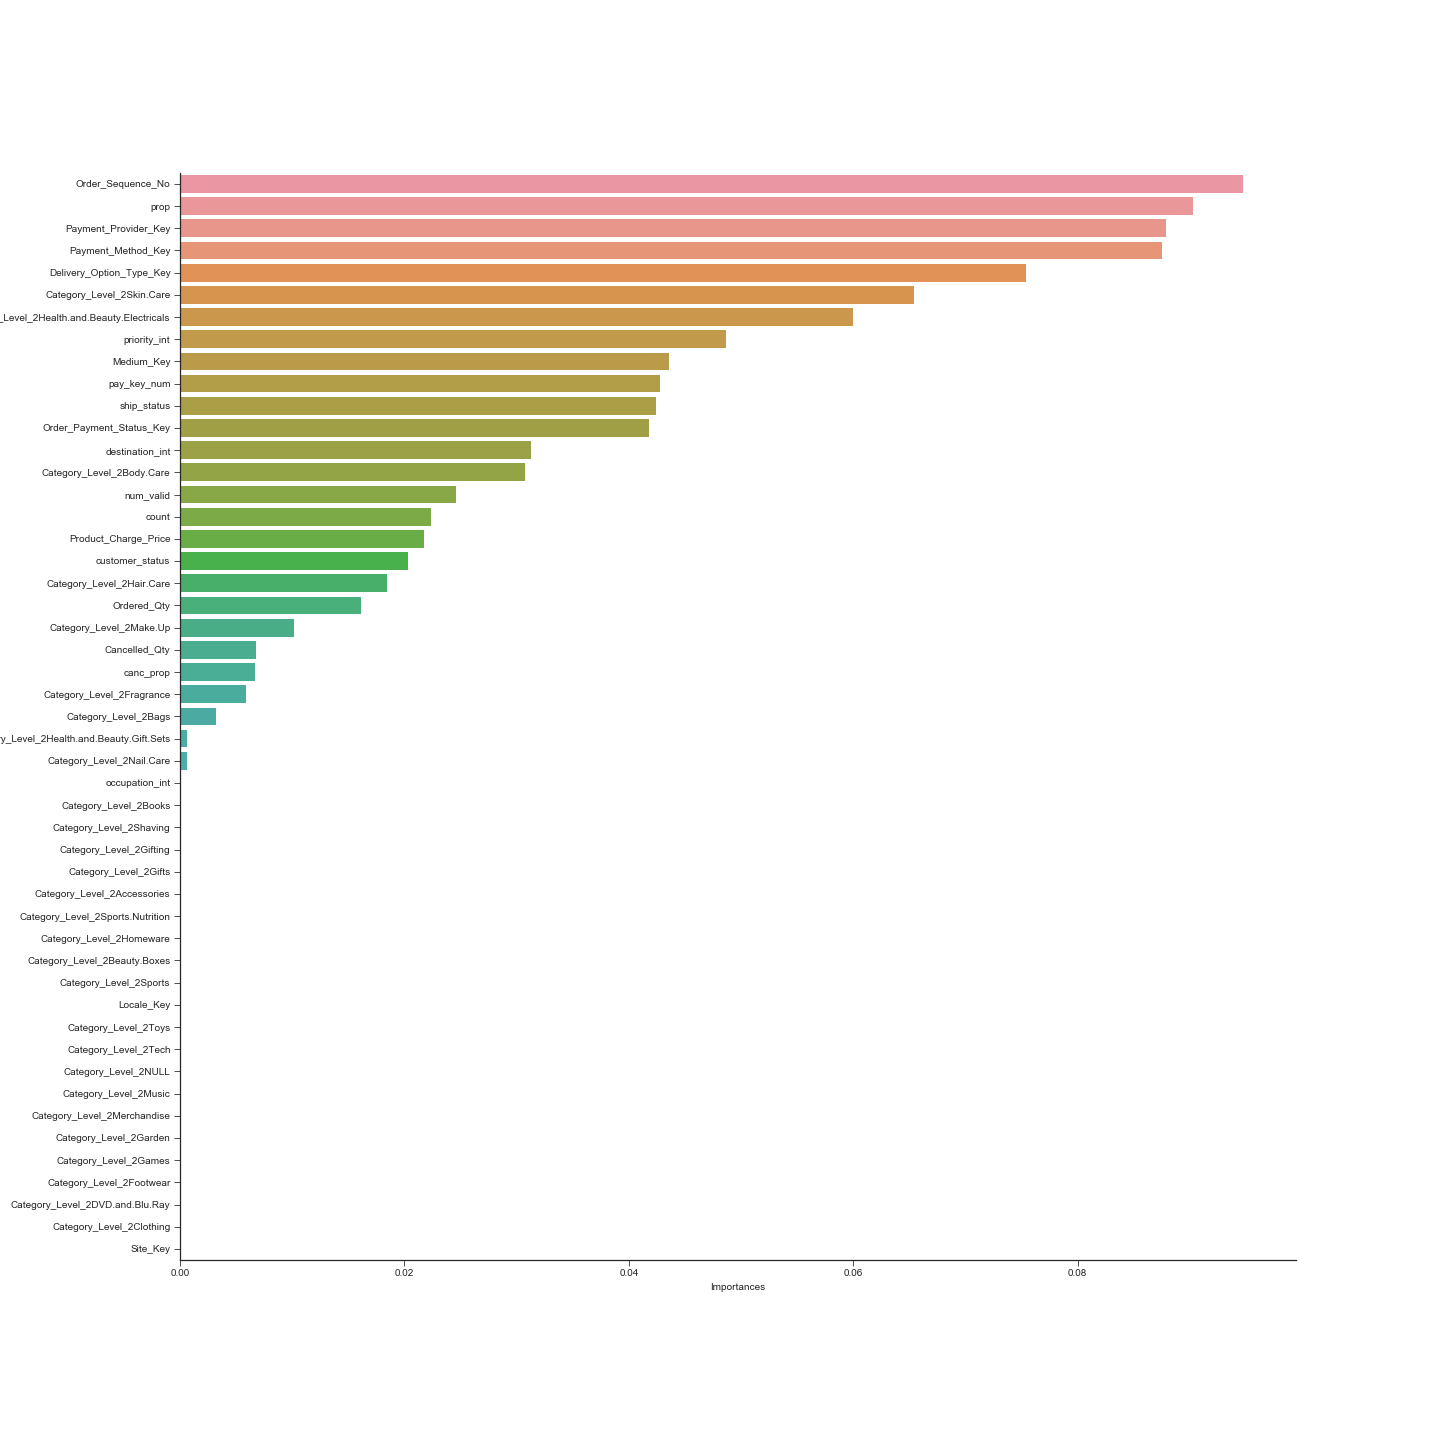 Order_Sequence_No
prop
Payment_Provider_Key
Payment_Method_Key
Delivery_Option_Type_Key
Category_Level_2Skin.Care
_Level_2Health.and.Beauty.Electricals
priority_int
Medium_Key
pay_key_num
ship_status
Order_Payment_Status_Key
destination_int
Category_Level_2Body.Care
num_valid
count
Product_Charge_Price
customer_status
Category_Level_2Hair.Care
Ordered_Qty
Category_Level_2Make.Up
Cancelled_Qty
canc_prop
Category_Level_2Fragrance
Category_Level_2Bags
y_Level_2Health.and.Beauty.Gift.Sets
Category_Level_2Nail.Care
occupation_int
Category_Level_2Books
Category_Level_2Shaving
Category_Level_2Gifting
Category_Level_2Gifts
Category_Level_2Accessories
Category_Level_2Sports.Nutrition
Category_Level_2Homeware
Category_Level_2Beauty.Boxes
Category_Level_2Sports
Locale_Key
Category_Level_2Toys
Category_Level_2Tech
Category_Level_2NULL
Category_Level_2Music
Category_Level_2Merchandise
Category_Level_2Garden
Category_Level_2Games
Category_Level_2Footwear
Category_Level_2DVD.and.Blu.Ray
Category_Level_2Clothing
Site_Key
0.00 0.02 0.04 0.06 0.08
Importances